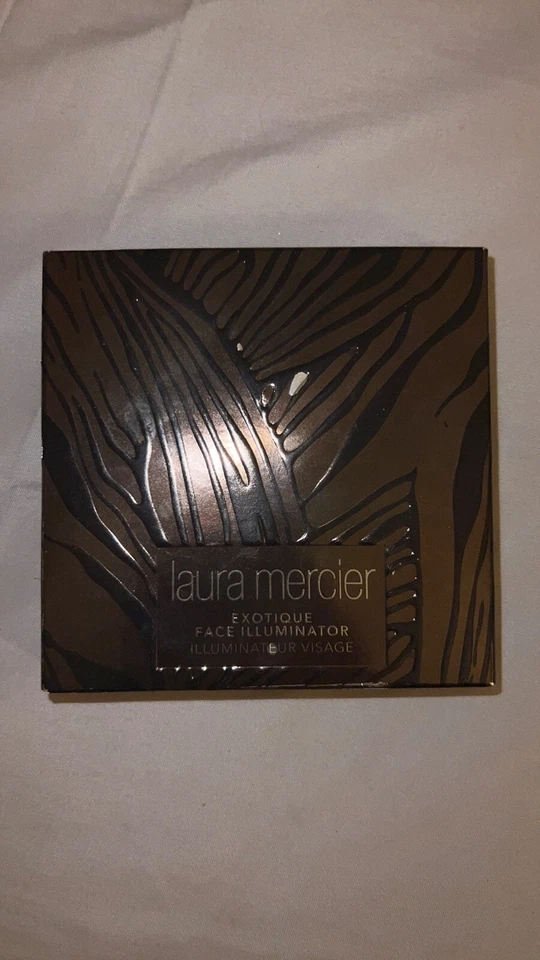 laura mercier
EXOTIQUE
FACE ILLUMINATOR
ILLUMINATEUR VISAGE